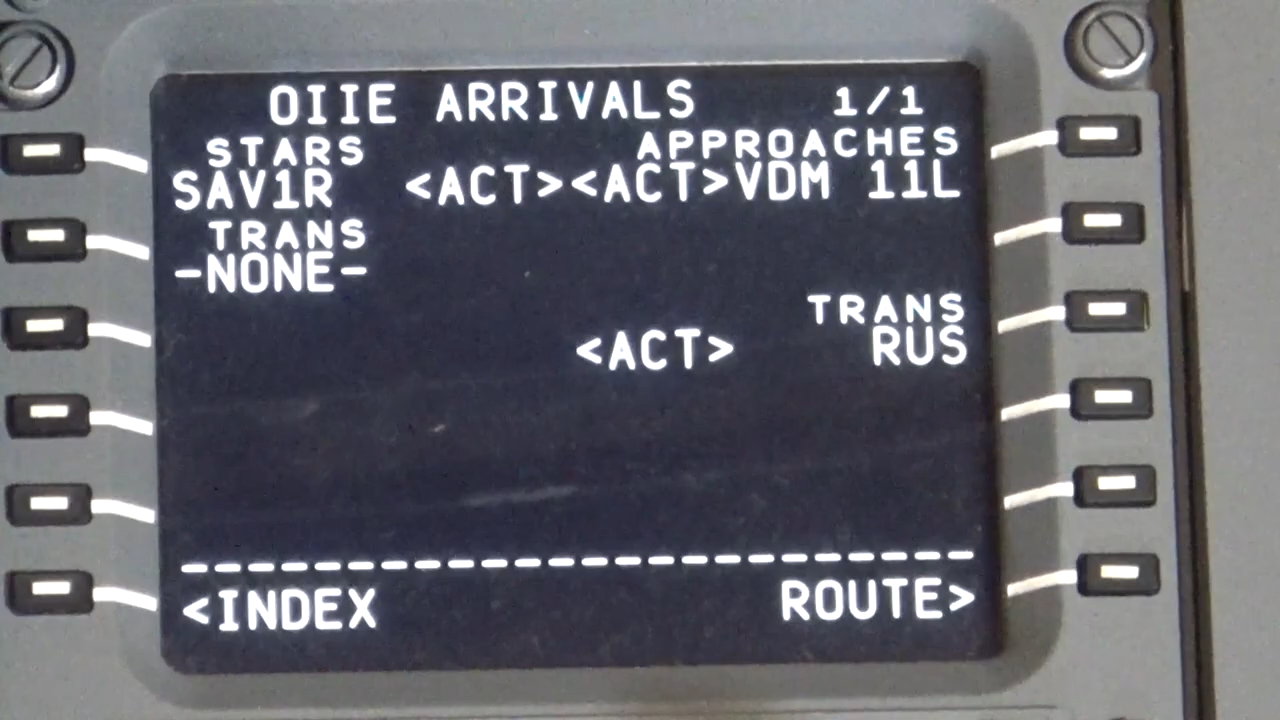 OIIE ARRIVALS 1/1
STARS APPROACHES
SAV1R <ACT><ACT>VDM 11L
TRANS
-NONE-
TRANS
<ACT> RUS
--------------------
<INDEX ROUTE>